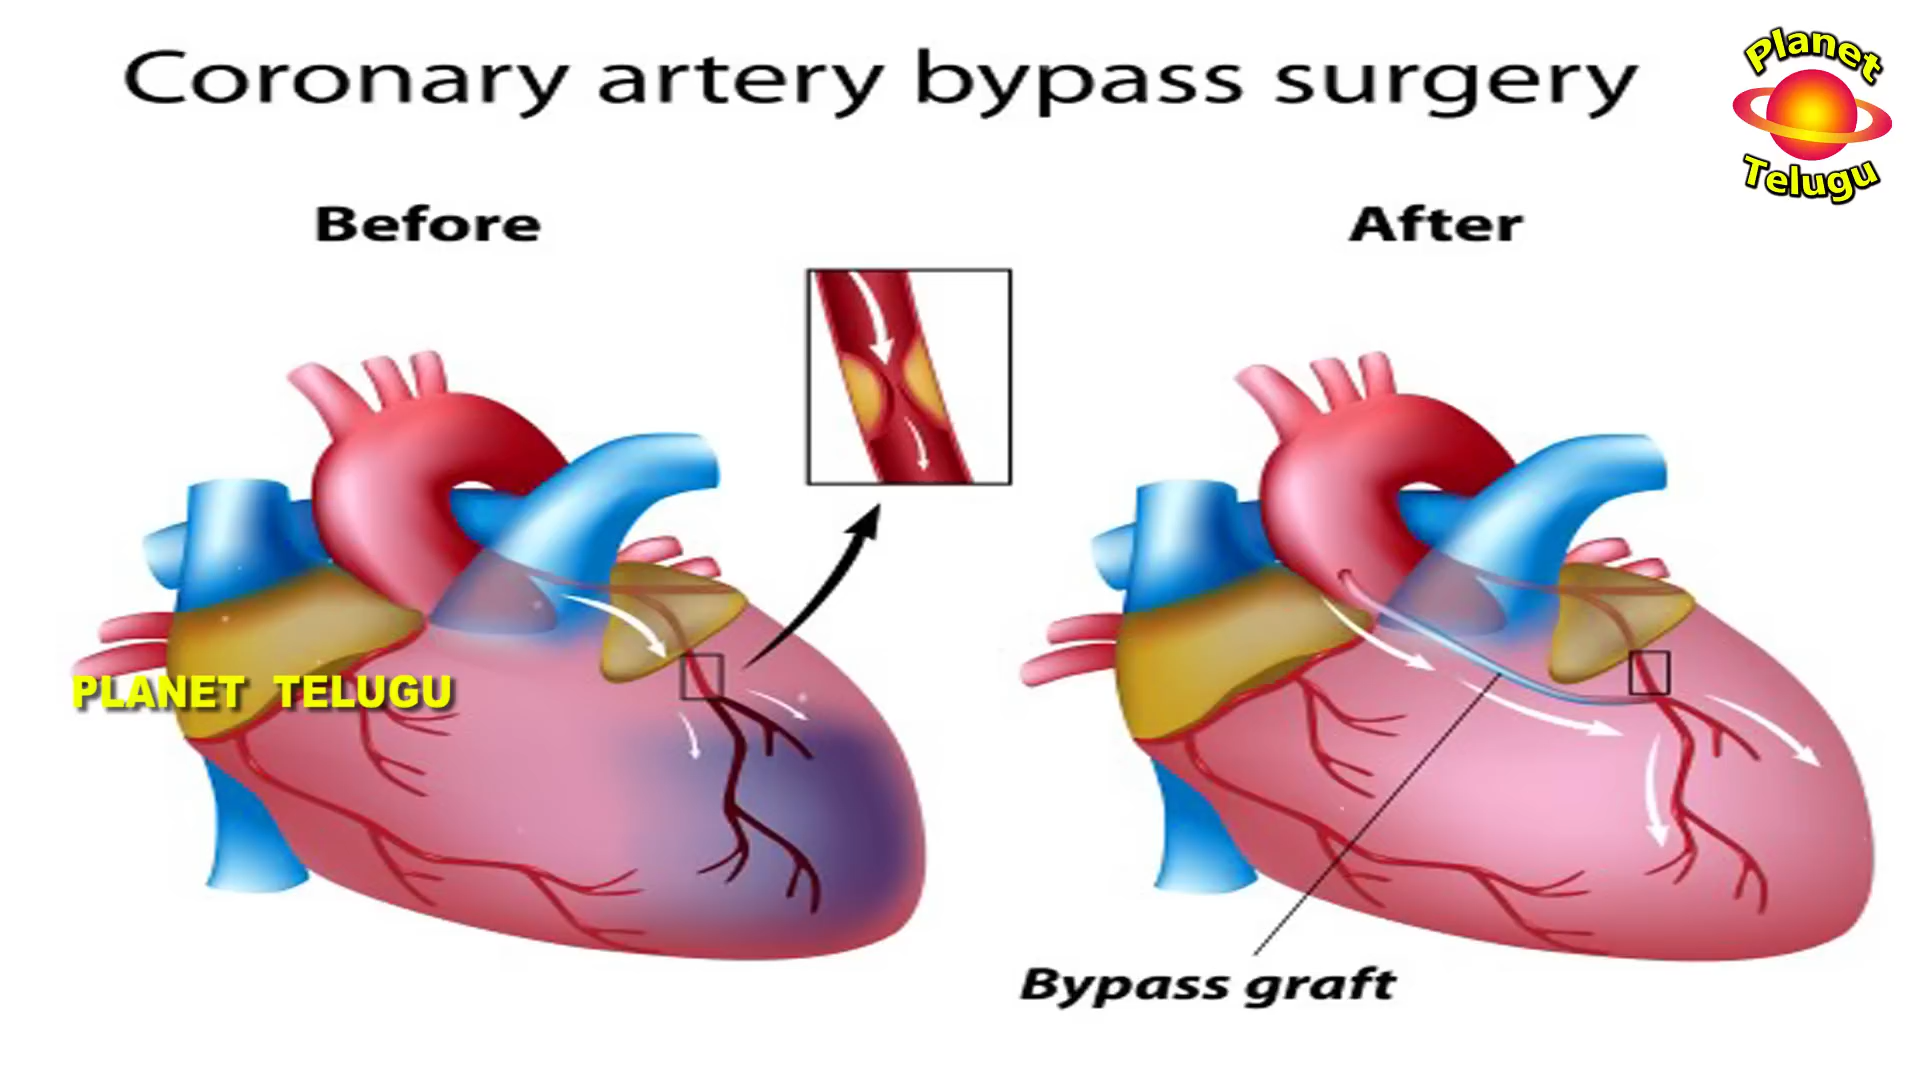 Coronary artery bypass surgery
Planet
Telugu
Before
After
PLANET TELUGU
Bypass graft